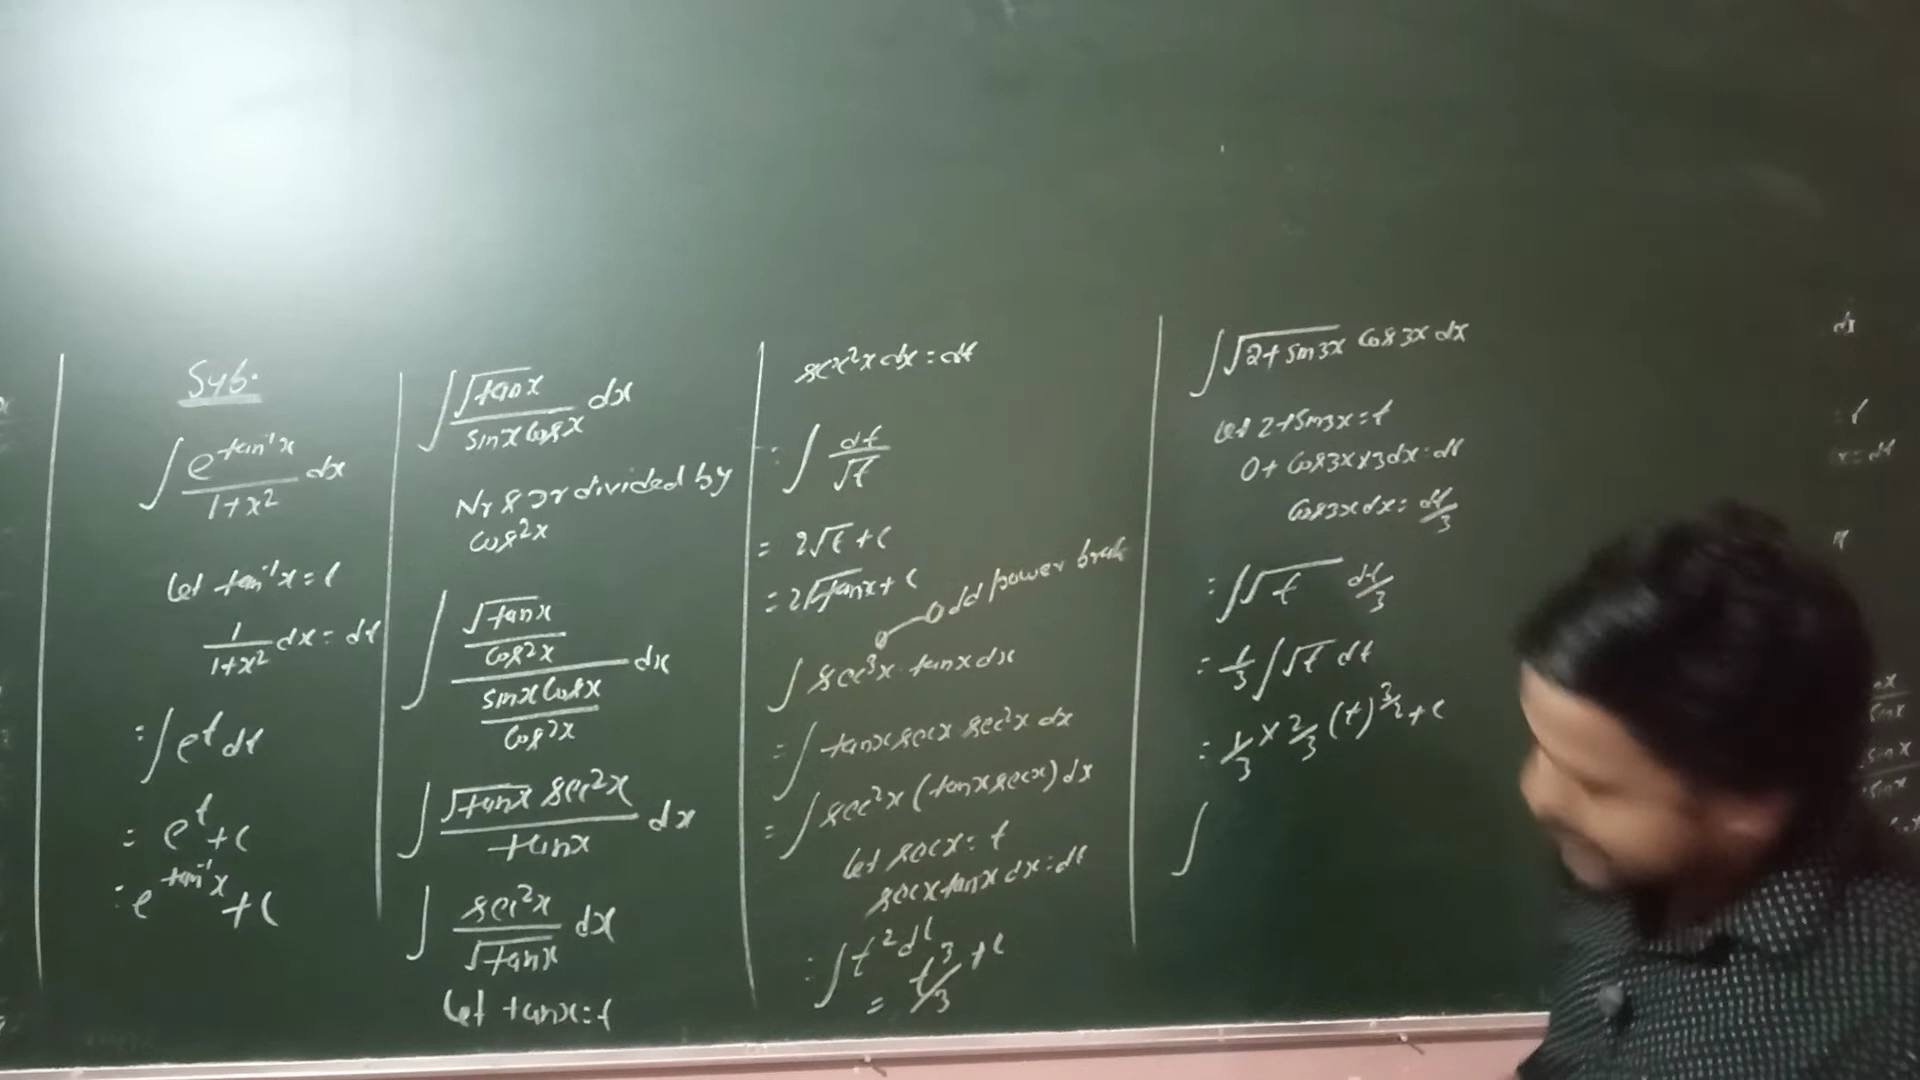 Sub.
∫ e^{tan⁻¹x}/(1+x²) dx
Let tan⁻¹x = t
1/(1+x²) dx = dt
= ∫ e^t dt
= e^t + c
= e^{tan⁻¹x} + c
∫ √tanx/(sinx cosx) dx
Nr & Dr divided by
cos²x
∫ (√tanx/cos²x)/(sinx cosx/cos²x) dx
∫ √tanx sec²x/tanx dx
∫ sec²x/√tanx dx
Let tanx = t
sec²x dx = dt
= ∫ dt/√t
= 2√t + c
= 2√tanx + c
Odd power break
∫ sec³x · tanx dx
= ∫ tanx secx sec²x dx
= ∫ sec²x (tanx secx) dx
Let secx = t
secx tanx dx = dt
= ∫ t² dt
= t³/3 + c
∫ √(2+sin3x) cos3x dx
Let 2+sin3x = t
0 + cos3x × 3dx = dt
cos3x dx = dt/3
= ∫ √t dt/3
= 1/3 ∫ √t dt
= 1/3 × 2/3 (t)^{3/2} + c
∫
dx